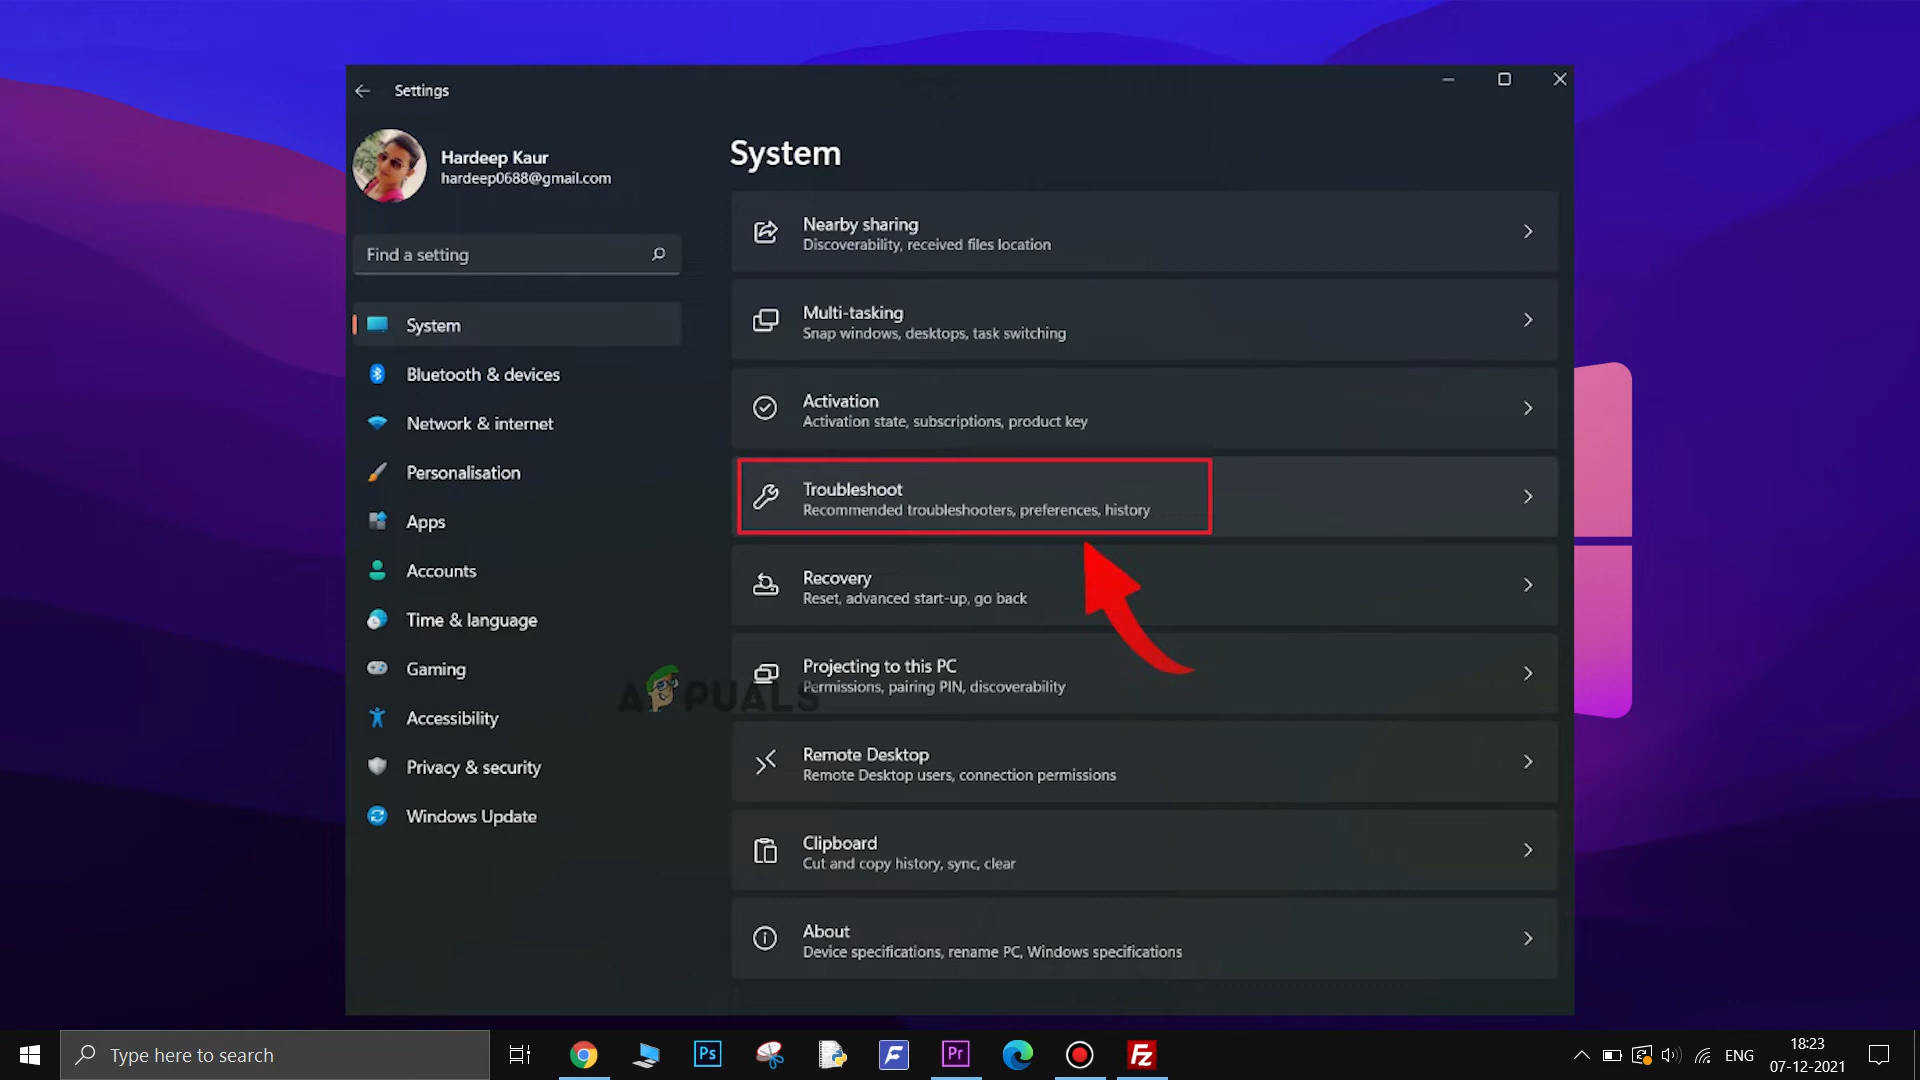 Settings
Hardeep Kaur
hardeep0688@gmail.com
Find a setting
System
Bluetooth & devices
Network & internet
Personalisation
Apps
Accounts
Time & language
Gaming
Accessibility
Privacy & security
Windows Update
System
Nearby sharing
Discoverability, received files location
Multi-tasking
Snap windows, desktops, task switching
Activation
Activation state, subscriptions, product key
Troubleshoot
Recommended troubleshooters, preferences, history
Recovery
Reset, advanced start-up, go back
Projecting to this PC
Permissions, pairing PIN, discoverability
APPUALS
Remote Desktop
Remote Desktop users, connection permissions
Clipboard
Cut and copy history, sync, clear
About
Device specifications, rename PC, Windows specifications
Type here to search
Ps
F
Pr
Fz
ENG
18:23
07-12-2021